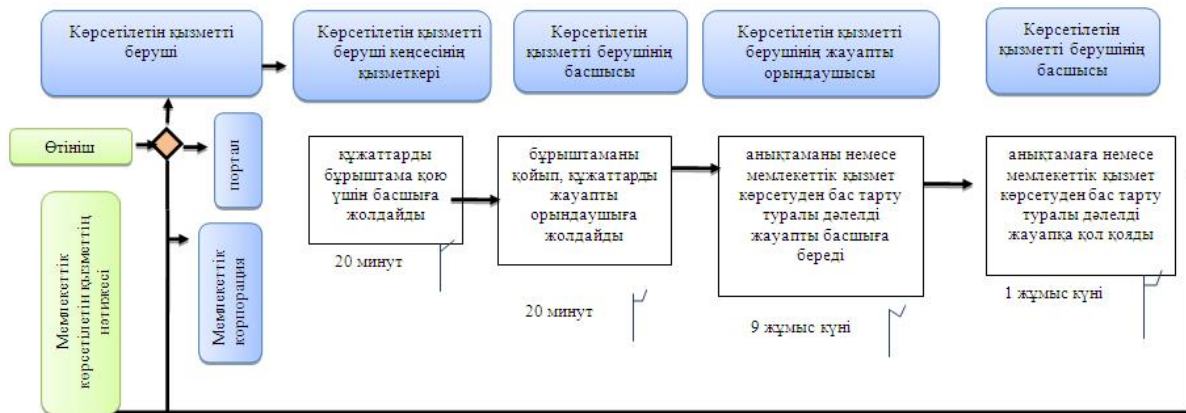 Көрсетілетін қызметті
беруші
Көрсетілетін қызметті
беруші кеңсесінің
қызметкері
Көрсетілетін
қызметті берушінің
басшысы
Көрсетілетін қызметті
берушінің жауапты
орындаушысы
Көрсетілетін
қызметті берушінің
басшысы
Өтініш
портал
Мемлекеттік
корпорация
Мемлекеттік
көрсетілетін қызметтің
нәтижесі
құжаттарды
бұрыштама қою
үшін басшыға
жолдайды
20 минут
бұрыштаманы
қойып, құжаттарды
жауапты
орындаушыға
жолдайды
20 минут
анықтаманы немесе
мемлекеттік қызмет
көрсетуден бас тарту
туралы дәлелді
жауапты басшыға
береді
9 жұмыс күні
анықтамаға немесе
мемлекеттік қызмет
көрсетуден бас тарту
туралы дәлелді
жауапқа қол қояды
1 жұмыс күні